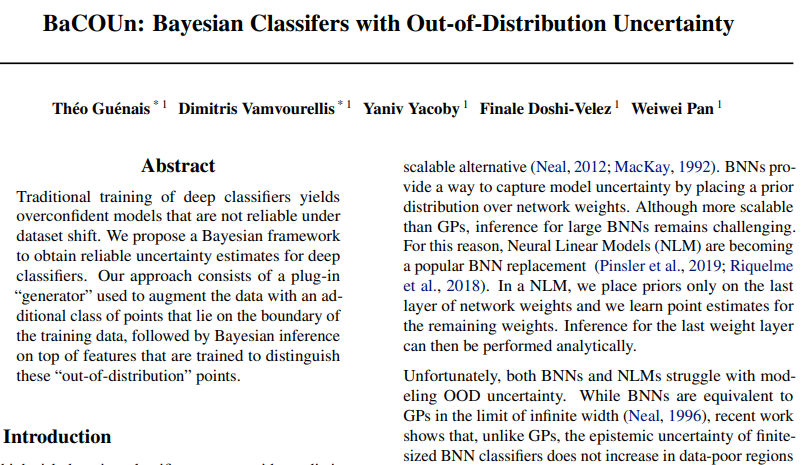 BaCOUn: Bayesian Classifers with Out-of-Distribution Uncertainty
Théo Guénais * 1 Dimitris Vamvourellis * 1 Yaniv Yacoby 1 Finale Doshi-Velez 1 Weiwei Pan 1
Abstract
Traditional training of deep classifiers yields
overconfident models that are not reliable under
dataset shift. We propose a Bayesian framework
to obtain reliable uncertainty estimates for deep
classifiers. Our approach consists of a plug-in
“generator” used to augment the data with an ad-
ditional class of points that lie on the boundary of
the training data, followed by Bayesian inference
on top of features that are trained to distinguish
these “out-of-distribution” points.
Introduction
scalable alternative (Neal, 2012; MacKay, 1992). BNNs pro-
vide a way to capture model uncertainty by placing a prior
distribution over network weights. Although more scalable
than GPs, inference for large BNNs remains challenging.
For this reason, Neural Linear Models (NLM) are becoming
a popular BNN replacement (Pinsler et al., 2019; Riquelme
et al., 2018). In a NLM, we place priors only on the last
layer of network weights and we learn point estimates for
the remaining weights. Inference for the last weight layer
can then be performed analytically.
Unfortunately, both BNNs and NLMs struggle with mod-
eling OOD uncertainty. While BNNs are equivalent to
GPs in the limit of infinite width (Neal, 1996), recent work
shows that, unlike GPs, the epistemic uncertainty of finite-
sized BNN classifiers does not increase in data-poor regions